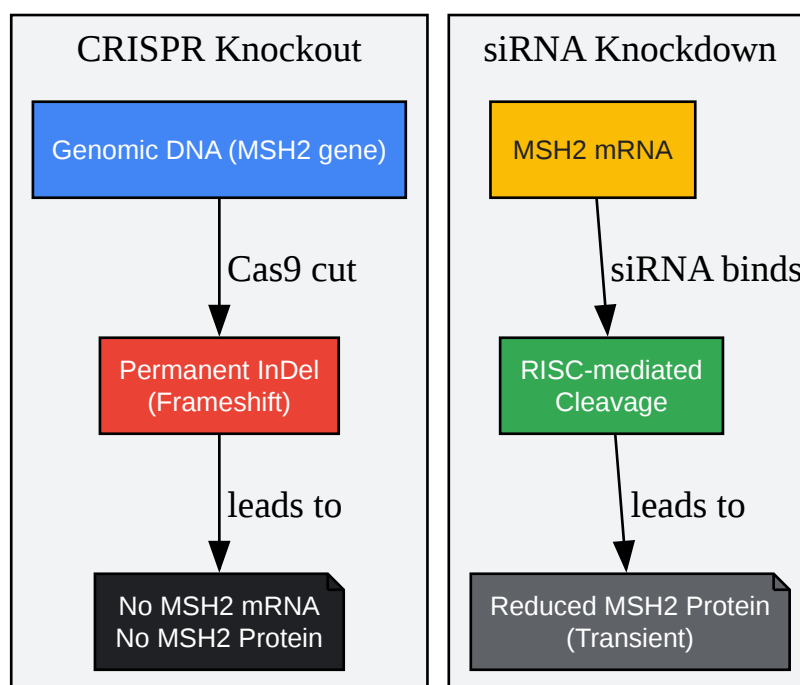 CRISPR Knockout
Genomic DNA (MSH2 gene)
Cas9 cut
Permanent InDel
(Frameshift)
leads to
No MSH2 mRNA
No MSH2 Protein
siRNA Knockdown
MSH2 mRNA
siRNA binds
RISC-mediated
Cleavage
leads to
Reduced MSH2 Protein
(Transient)